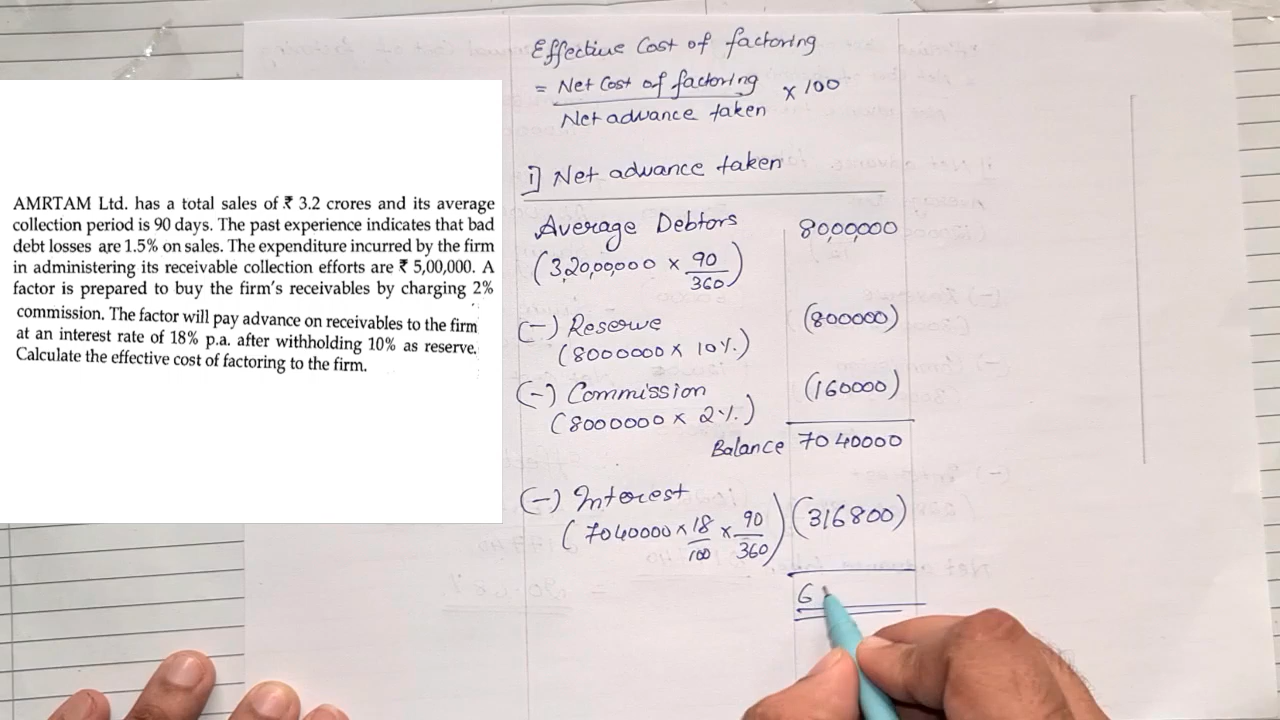 AMRTAM Ltd. has a total sales of ₹ 3.2 crores and its average
collection period is 90 days. The past experience indicates that bad
debt losses are 1.5% on sales. The expenditure incurred by the firm
in administering its receivable collection efforts are ₹ 5,00,000. A
factor is prepared to buy the firm's receivables by charging 2%
commission. The factor will pay advance on receivables to the firm
at an interest rate of 18% p.a. after withholding 10% as reserve.
Calculate the effective cost of factoring to the firm.
Effective Cost of factoring
= Net Cost of factoring × 100
Net advance taken
i] Net advance taken
Average Debtors 80,00,000
(3,20,00,000 × 90/360)
(-) Reserve (800000)
(8000000 × 10%)
(-) Commission (160000)
(8000000 × 2%)
Balance 7040000
(-) Interest (316800)
(7040000 × 18/100 × 90/360)
6